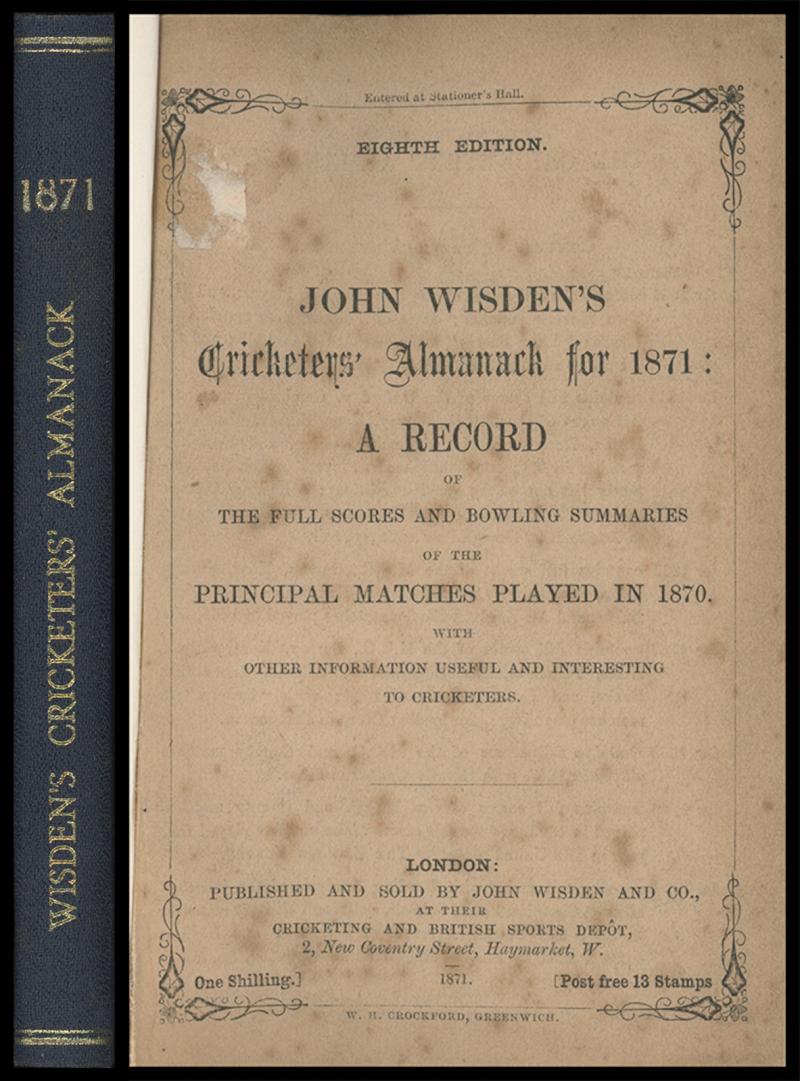 1871
WISDEN'S CRICKETERS' ALMANACK
Entered at Stationer's Hall.
EIGHTH EDITION.
JOHN WISDEN'S
Cricketers' Almanack for 1871:
A RECORD
OF
THE FULL SCORES AND BOWLING SUMMARIES
OF THE
PRINCIPAL MATCHES PLAYED IN 1870.
WITH
OTHER INFORMATION USEFUL AND INTERESTING
TO CRICKETERS.
LONDON:
PUBLISHED AND SOLD BY JOHN WISDEN AND CO.,
AT THEIR
CRICKETING AND BRITISH SPORTS DEPÔT,
2, New Coventry Street, Haymarket, W.
One Shilling.] 1871. [Post free 13 Stamps
W. H. CROCKFORD, GREENWICH.